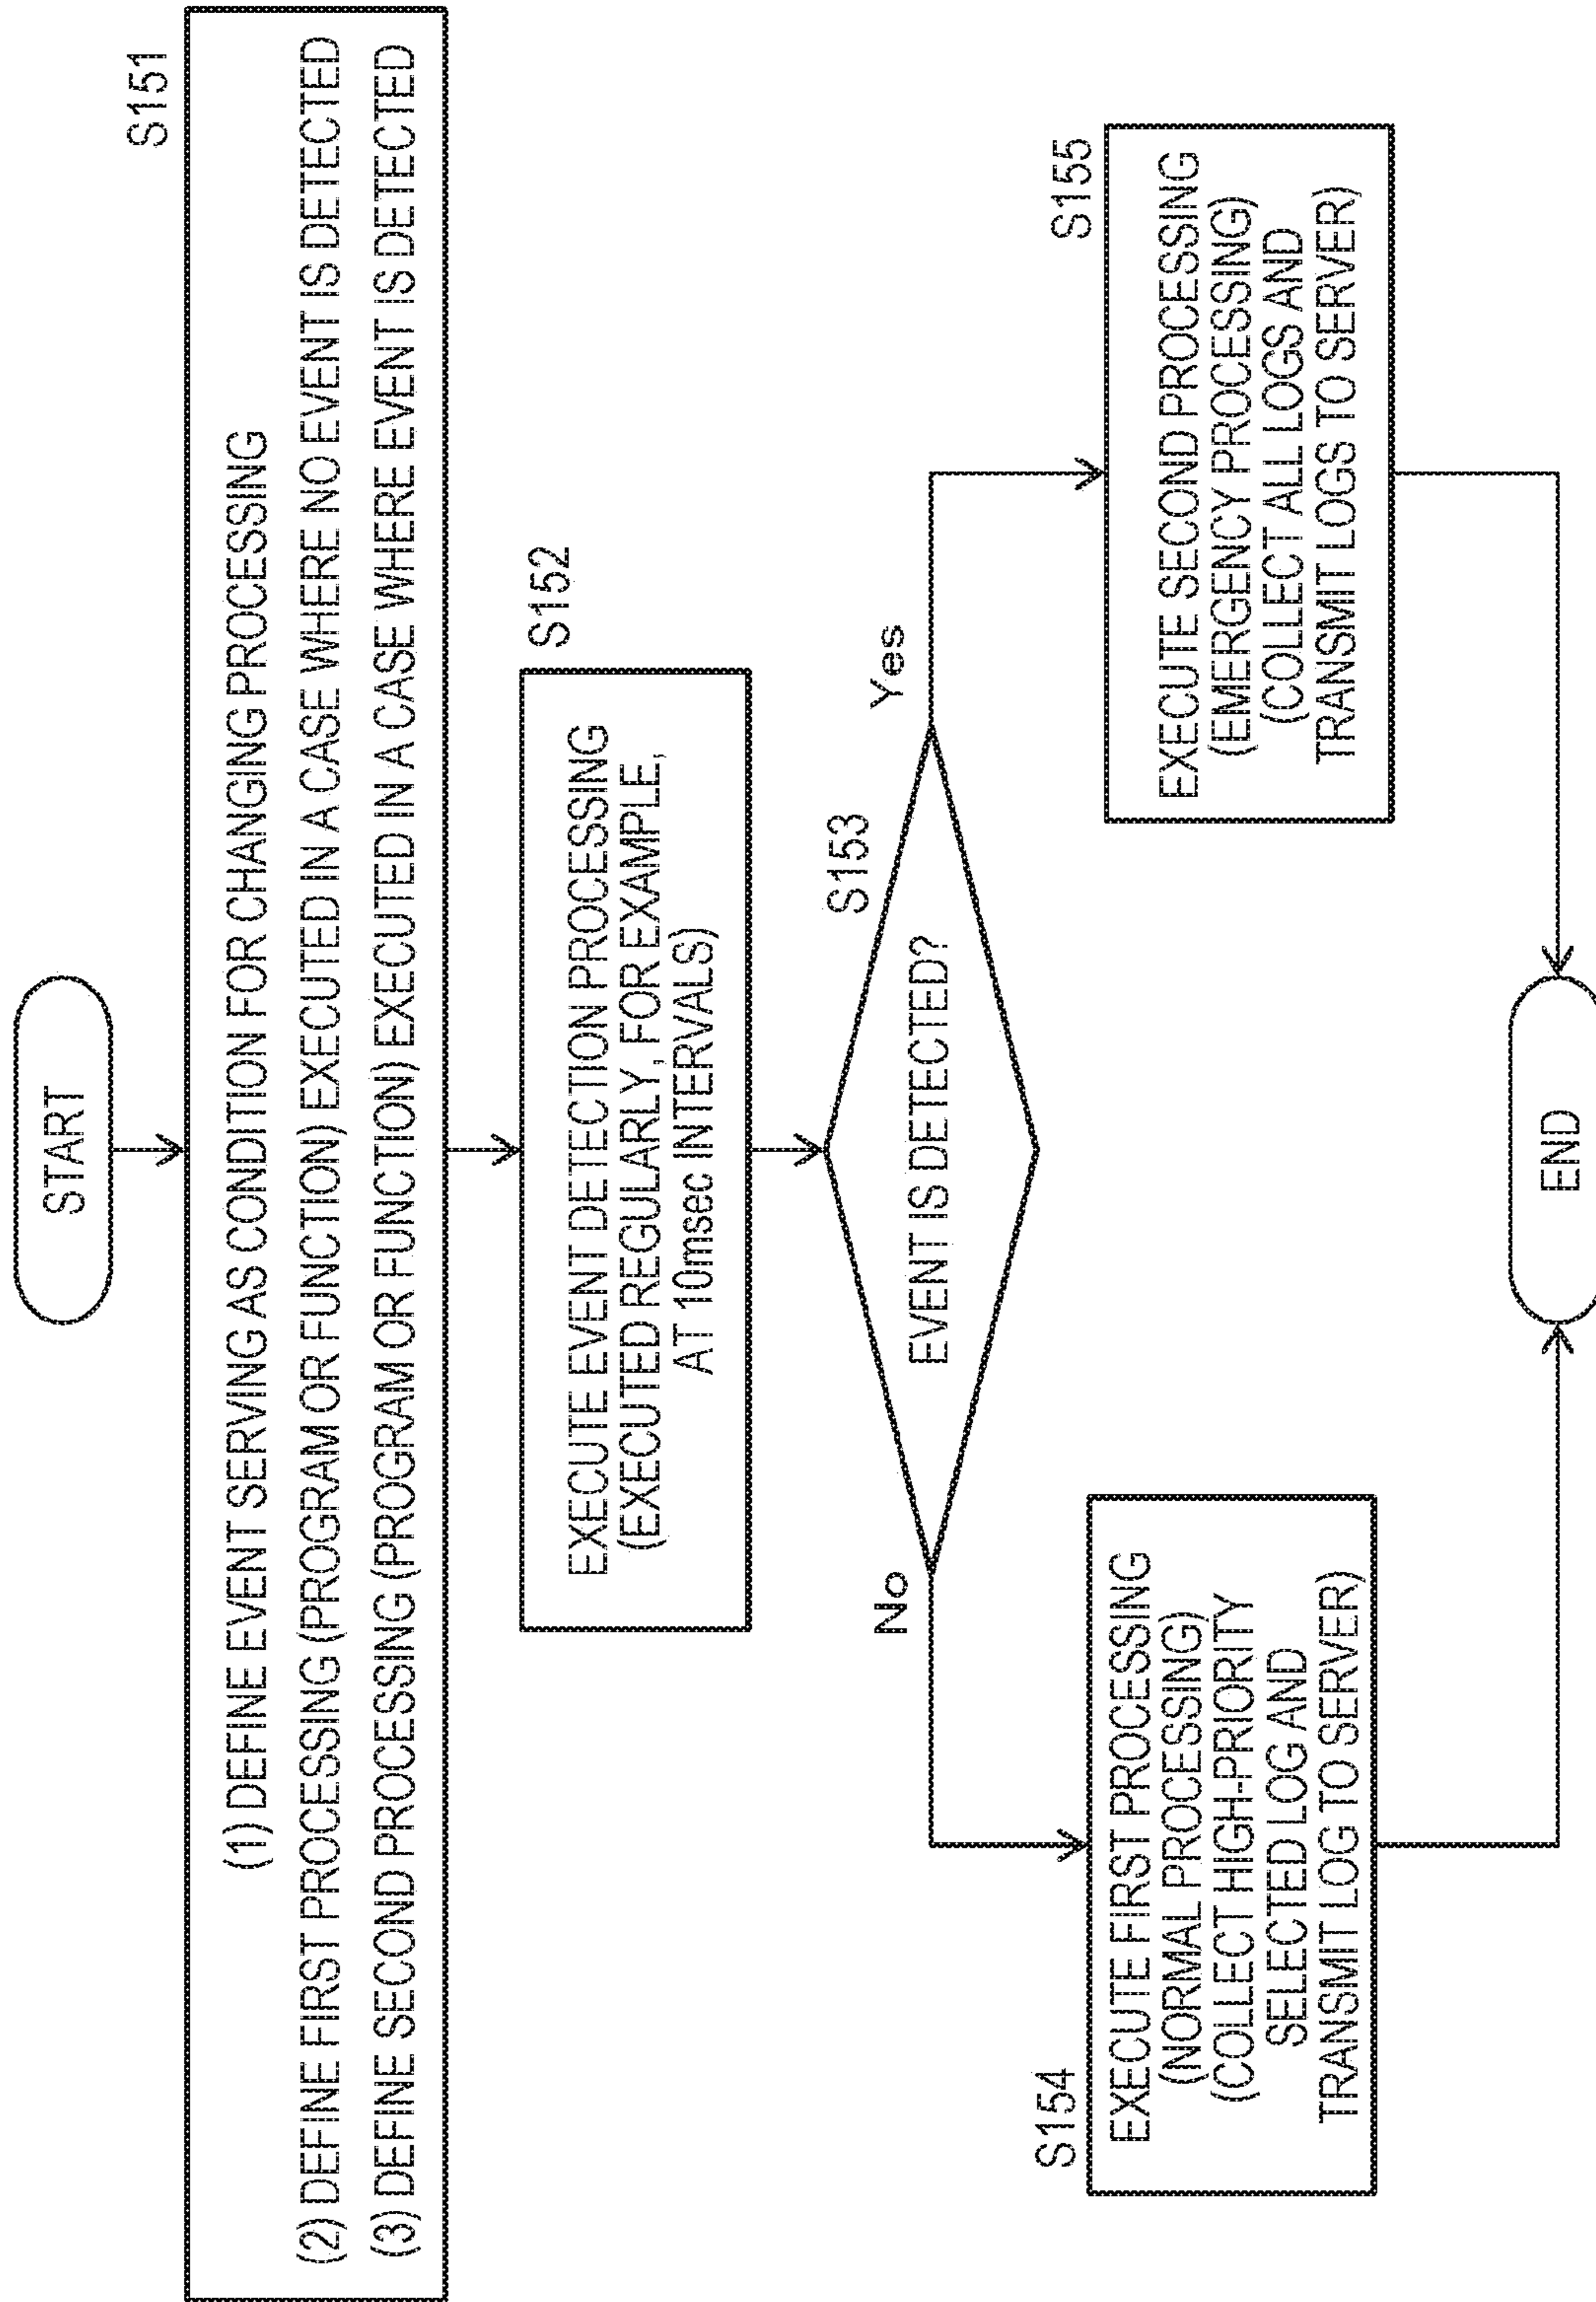 START
S151
(1) DEFINE EVENT SERVING AS CONDITION FOR CHANGING PROCESSING
(2) DEFINE FIRST PROCESSING (PROGRAM OR FUNCTION) EXECUTED IN A CASE WHERE NO EVENT IS DETECTED
(3) DEFINE SECOND PROCESSING (PROGRAM OR FUNCTION) EXECUTED IN A CASE WHERE EVENT IS DETECTED
S152
EXECUTE EVENT DETECTION PROCESSING
(EXECUTED REGULARLY, FOR EXAMPLE,
AT 10msec INTERVALS)
S153
EVENT IS DETECTED?
No
Yes
S154
EXECUTE FIRST PROCESSING
(NORMAL PROCESSING)
(COLLECT HIGH-PRIORITY
SELECTED LOG AND
TRANSMIT LOG TO SERVER)
S155
EXECUTE SECOND PROCESSING
(EMERGENCY PROCESSING)
(COLLECT ALL LOGS AND
TRANSMIT LOGS TO SERVER)
END